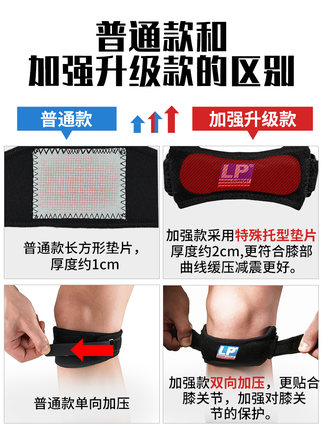 普通款和
加强升级款的区别
普通款
加强升级款
LP
普通款长方形垫片，
厚度约1cm
加强款采用特殊托型垫片
厚度约2cm,更符合膝部
曲线缓压减震更好。
LP
普通款单向加压
加强款双向加压，更贴合
膝关节，加强对膝关
节的保护。